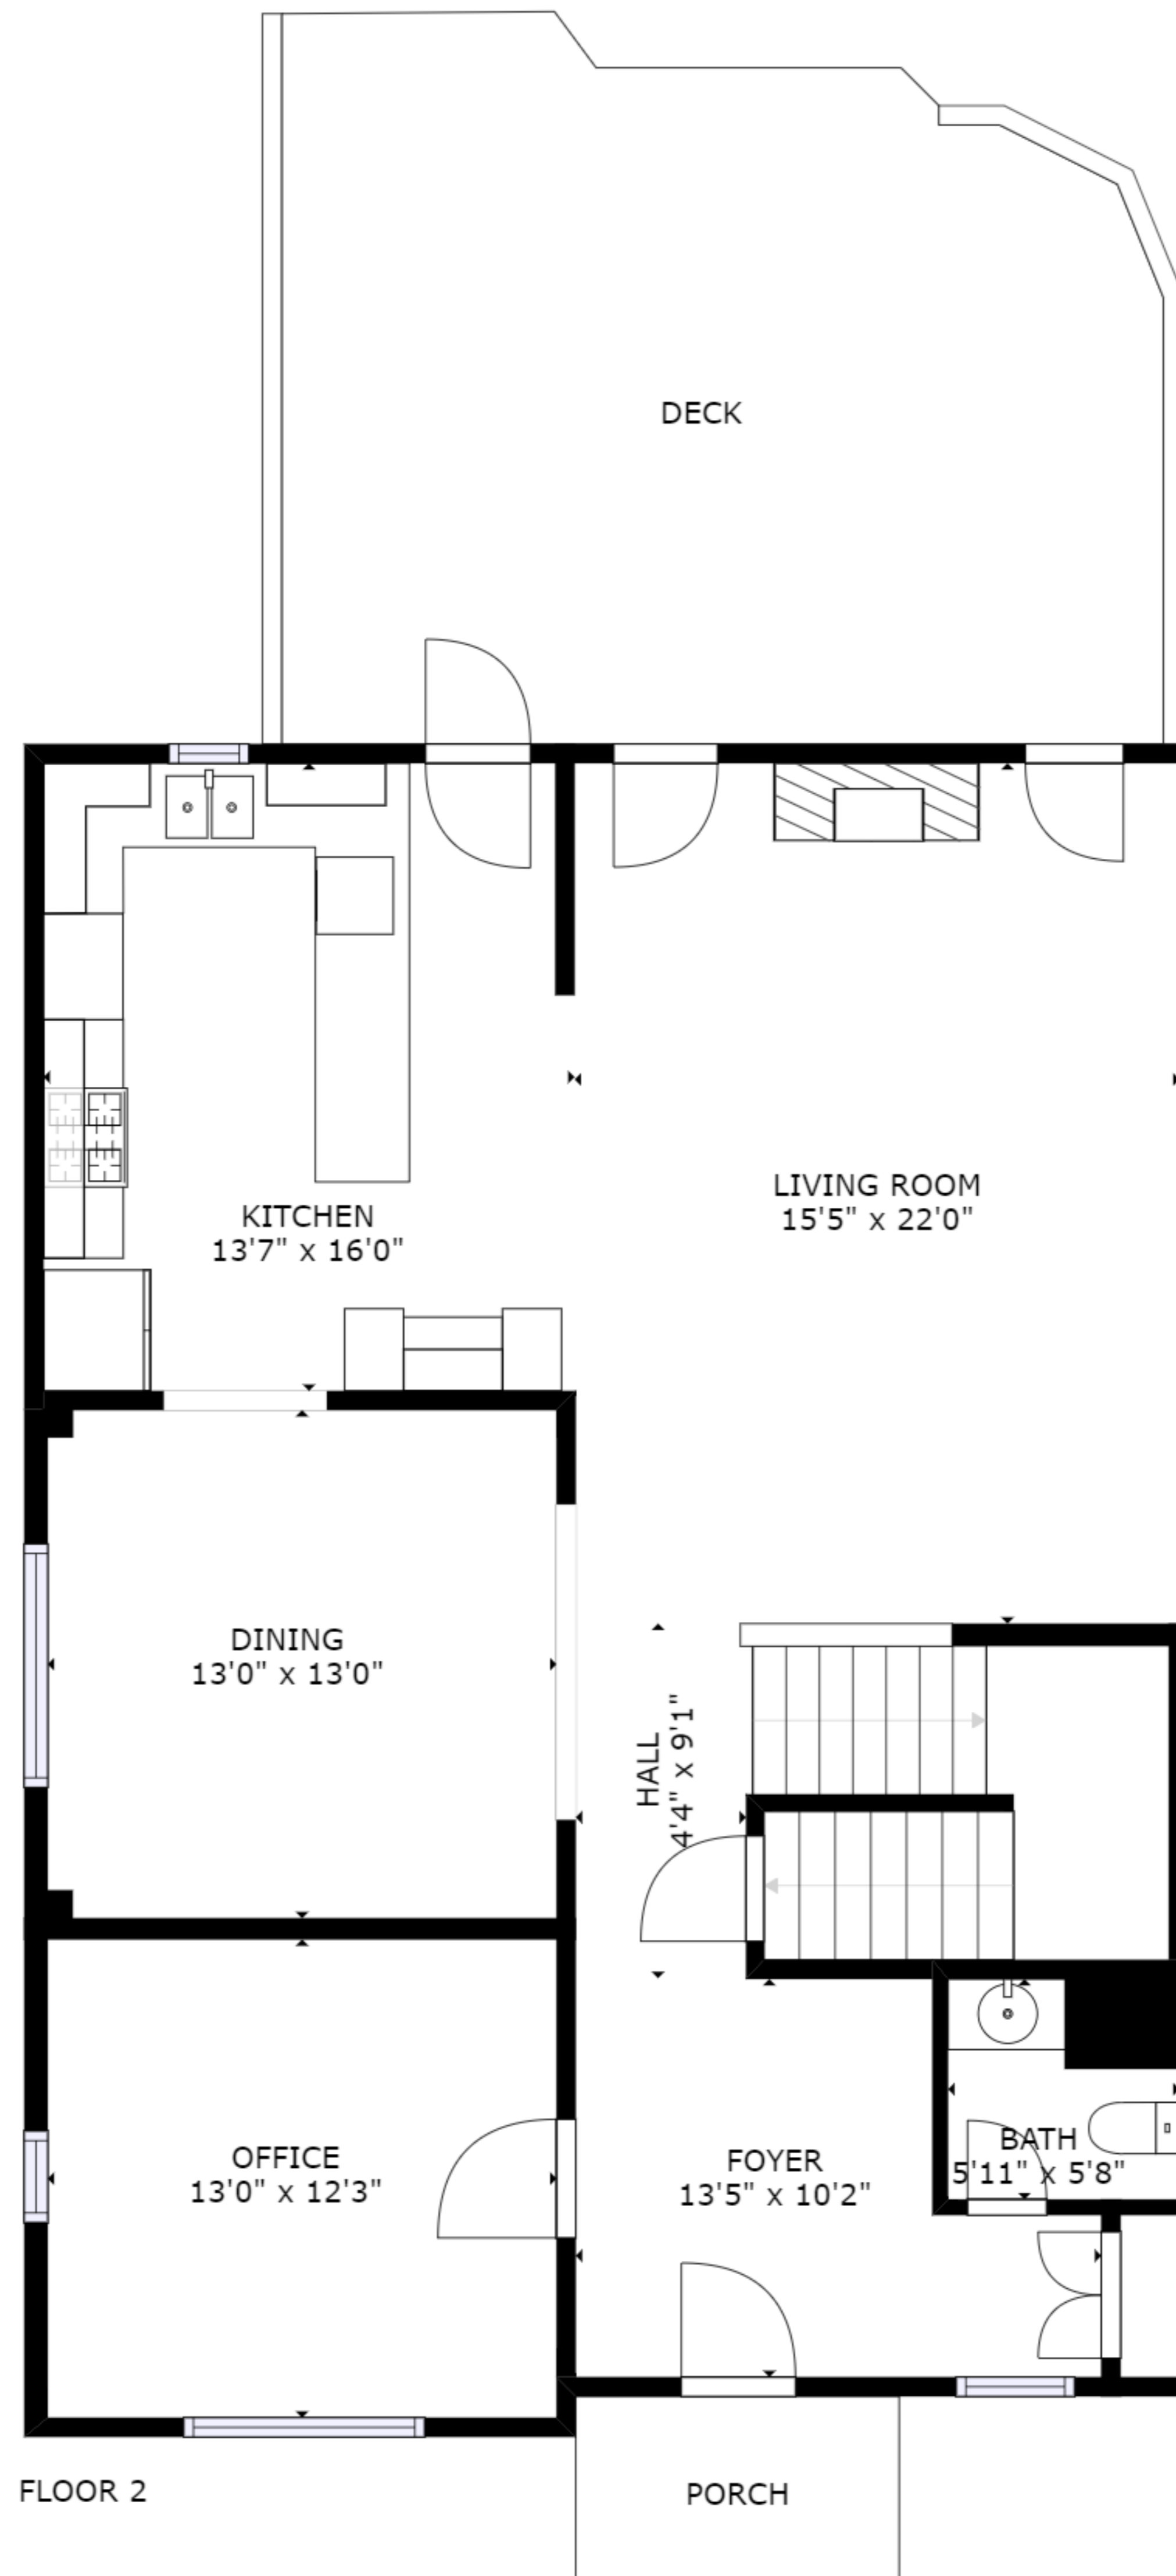 DECK
LIVING ROOM
15'5" x 22'0"
KITCHEN
13'7" x 16'0"
DINING
13'0" x 13'0"
HALL
4'4" x 9'1"
OFFICE
13'0" x 12'3"
FOYER
13'5" x 10'2"
BATH
5'11" x 5'8"
FLOOR 2
PORCH